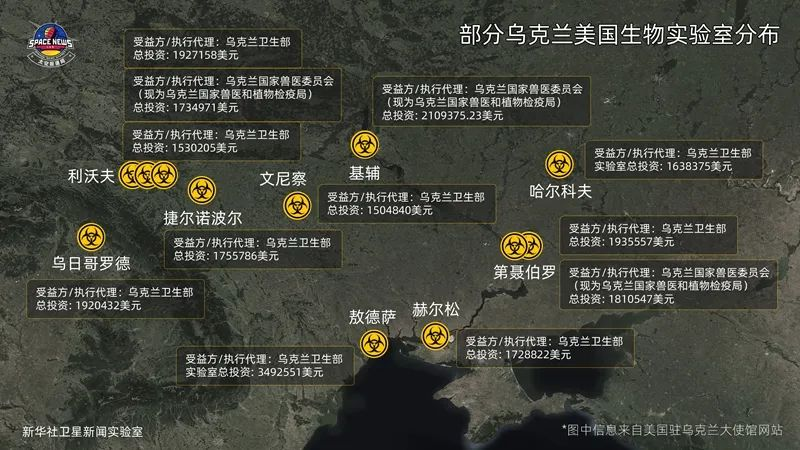 部分乌克兰美国生物实验室分布
SPACE NEWS
受益方/执行代理：乌克兰卫生部
总投资: 1927158美元
受益方/执行代理：乌克兰国家兽医委员会
（现为乌克兰国家兽医和植物检疫局）
总投资: 1734971美元
受益方/执行代理：乌克兰卫生部
总投资: 1530205美元
利沃夫
捷尔诺波尔
受益方/执行代理：乌克兰卫生部
总投资: 1755786美元
乌日哥罗德
受益方/执行代理：乌克兰卫生部
总投资: 1920432美元
文尼察
受益方/执行代理：乌克兰卫生部
总投资: 1504840美元
受益方/执行代理：乌克兰国家兽医委员会
（现为乌克兰国家兽医和植物检疫局）
总投资: 2109375.23美元
基辅
受益方/执行代理：乌克兰卫生部
实验室总投资: 1638375美元
哈尔科夫
第聂伯罗
受益方/执行代理：乌克兰卫生部
总投资: 1935557美元
受益方/执行代理：乌克兰国家兽医委员会
（现为乌克兰国家兽医和植物检疫局）
总投资: 1810547美元
敖德萨
受益方/执行代理：乌克兰卫生部
实验室总投资: 3492551美元
赫尔松
受益方/执行代理：乌克兰卫生部
总投资: 1728822美元
新华社卫星新闻实验室
*图中信息来自美国驻乌克兰大使馆网站